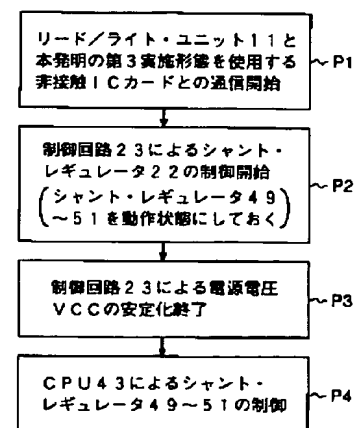 リード/ライト・ユニット11と
本発明の第3実施形態を使用する
非接触ICカードとの通信開始
P1
制御回路23によるシャント・
レギュレータ22の制御開始
(シャント・レギュレータ49
~51を動作状態にしておく)
P2
制御回路23による電源電圧
VCCの安定化終了
P3
CPU43によるシャント・
レギュレータ49~51の制御
P4